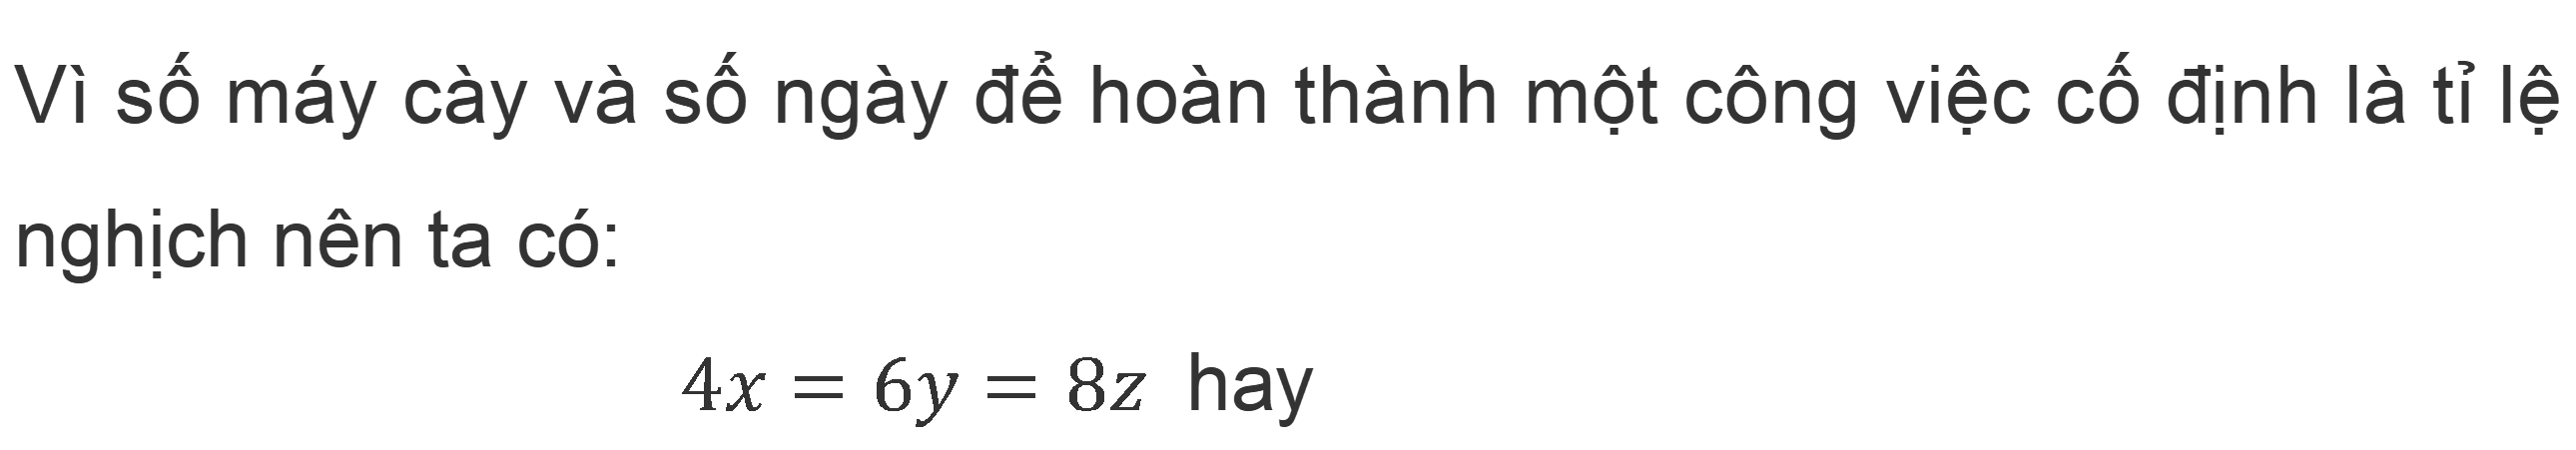 Vì số máy cày và số ngày để hoàn thành một công việc cố định là tỉ lệ
nghịch nên ta có:
4x = 6y = 8z hay